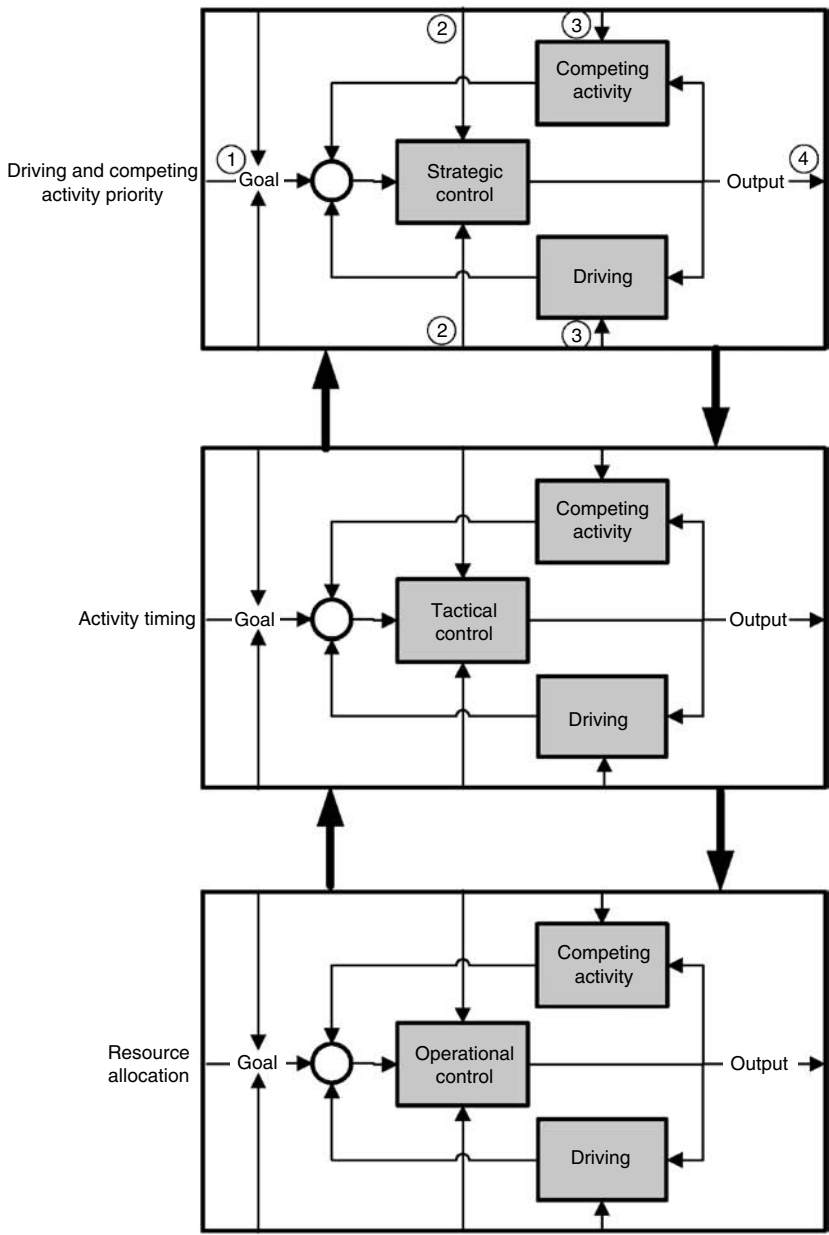 2
3
Competing
activity
Driving and competing
activity priority
1
Goal
Strategic
control
Output
4
Driving
2
3
Competing
activity
Activity timing
Goal
Tactical
control
Output
Driving
Competing
activity
Resource
allocation
Goal
Operational
control
Output
Driving